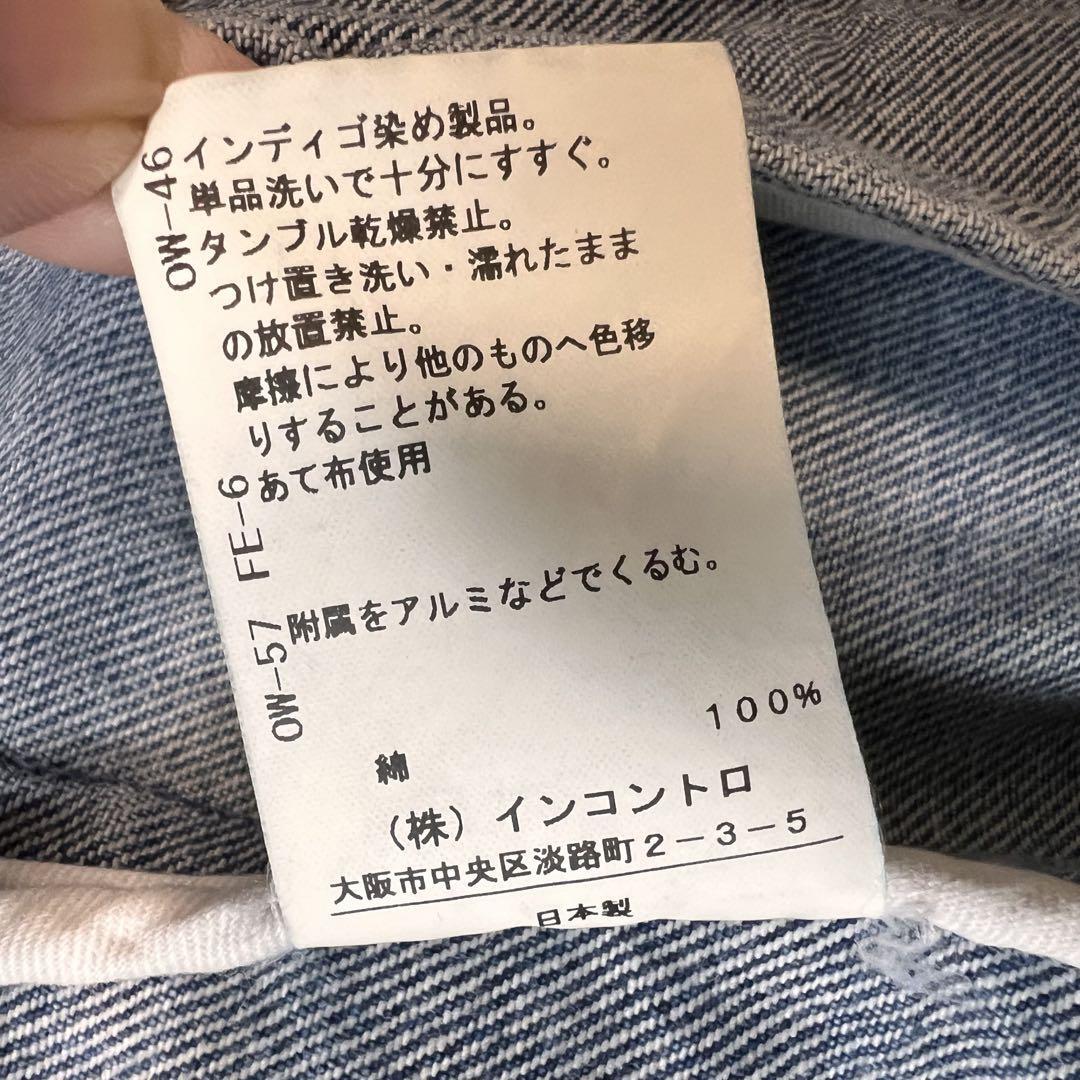 OW-46
インディゴ染め製品。
単品洗いで十分にすすぐ。
タンブル乾燥禁止。
つけ置き洗い・濡れたまま
の放置禁止。
摩擦により他のものへ色移
りすることがある。
FE-6
あて布使用
OW-57
附属をアルミなどでくるむ。
綿 100%
(株)インコントロ
大阪市中央区淡路町2-3-5
日本製